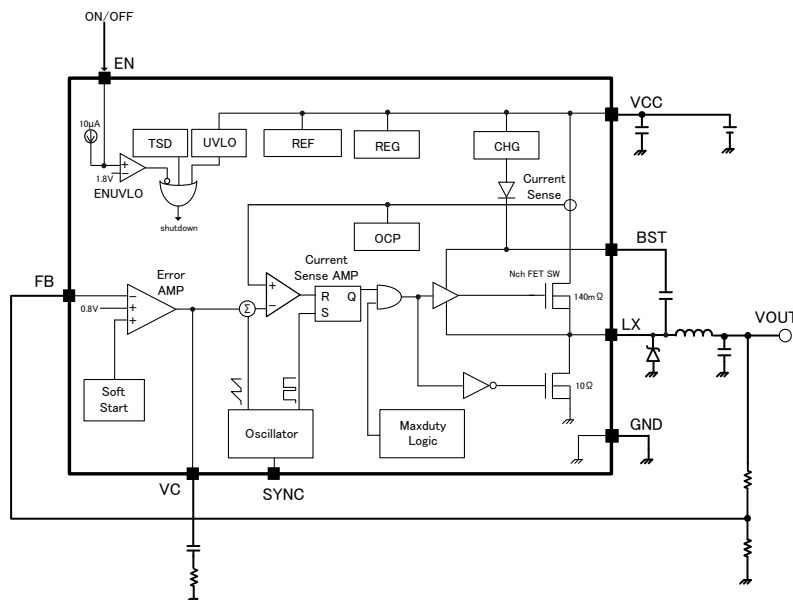 ON/OFF
EN
10μA
TSD
UVLO
REF
REG
CHG
VCC
1.8V
ENUVLO
shutdown
Current
Sense
OCP
BST
FB
Error
AMP
Current
Sense AMP
Nch FET SW
0.8V
Σ
R Q
S
140mΩ
LX
VOUT
Soft
Start
Oscillator
Maxduty
Logic
10Ω
GND
VC
SYNC